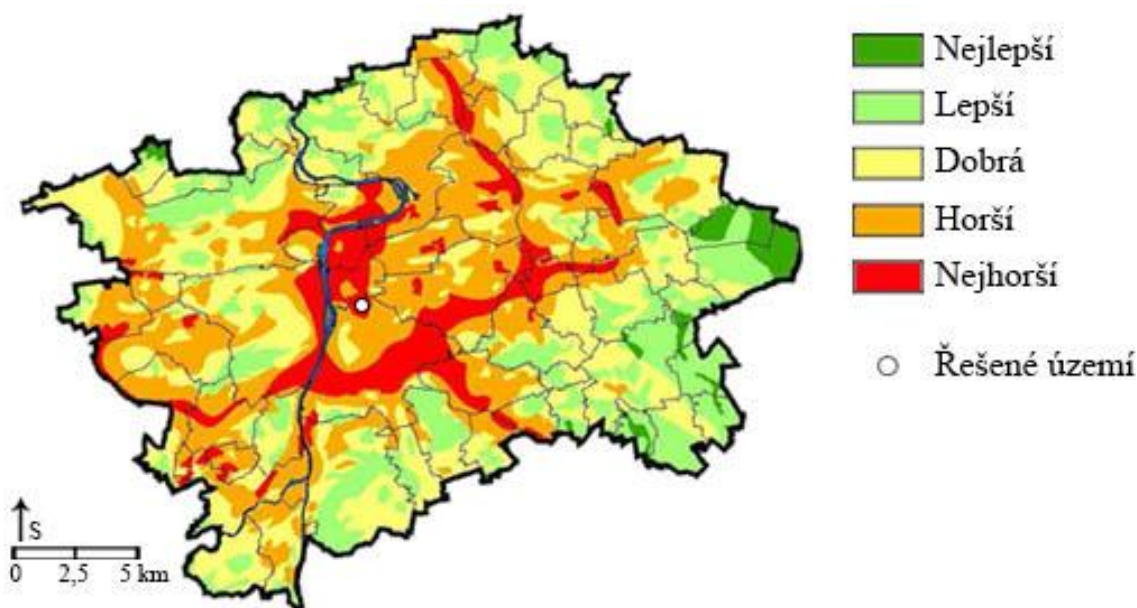 Nejlepší
Lepší
Dobrá
Horší
Nejhorší
Řešené území
S
0 2,5 5 km